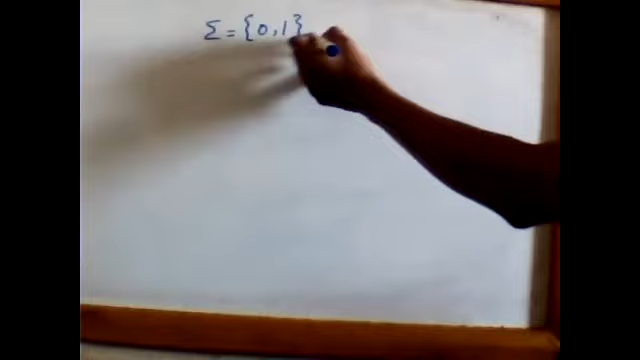 Σ = {0,1}